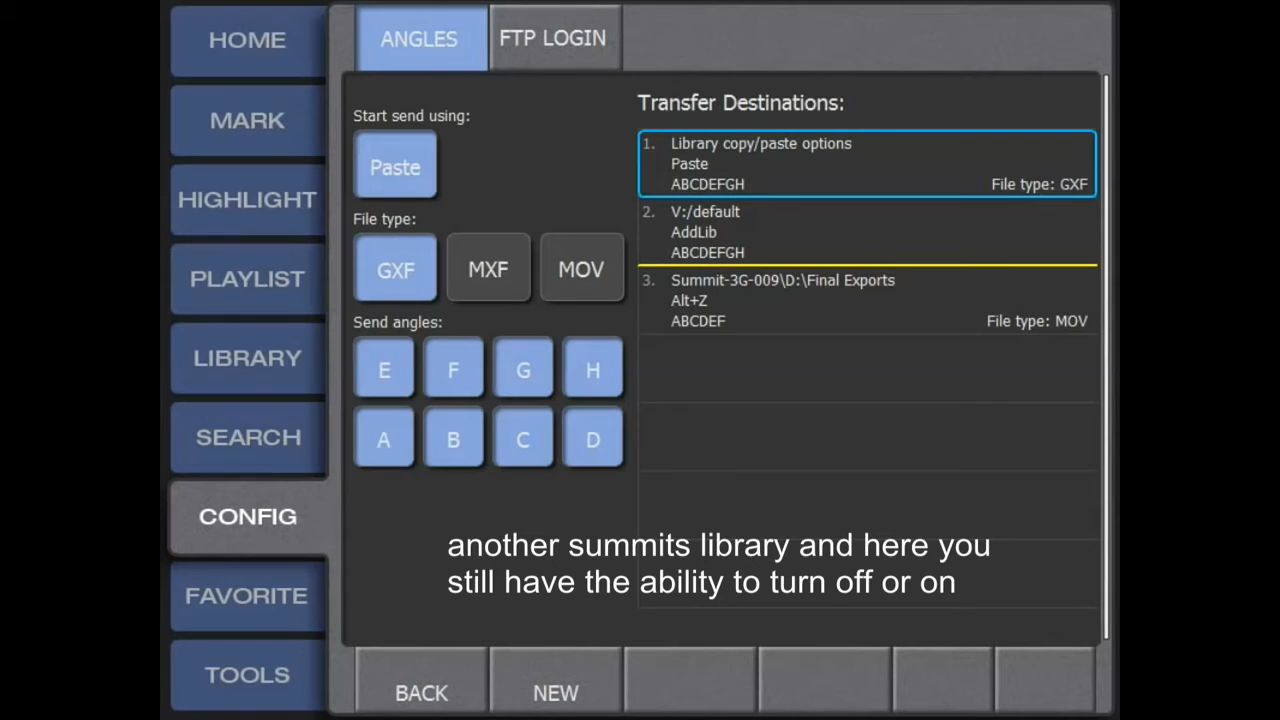 HOME
MARK
HIGHLIGHT
PLAYLIST
LIBRARY
SEARCH
CONFIG
FAVORITE
TOOLS
ANGLES
FTP LOGIN
Start send using:
Paste
File type:
GXF MXF MOV
Send angles:
E F G H
A B C D
Transfer Destinations:
1. Library copy/paste options
Paste
ABCDEFGH File type: GXF
2. V:/default
AddLib
ABCDEFGH
3. Summit-3G-009\D:\Final Exports
Alt+Z
ABCDEF File type: MOV
another summits library and here you
still have the ability to turn off or on
BACK
NEW